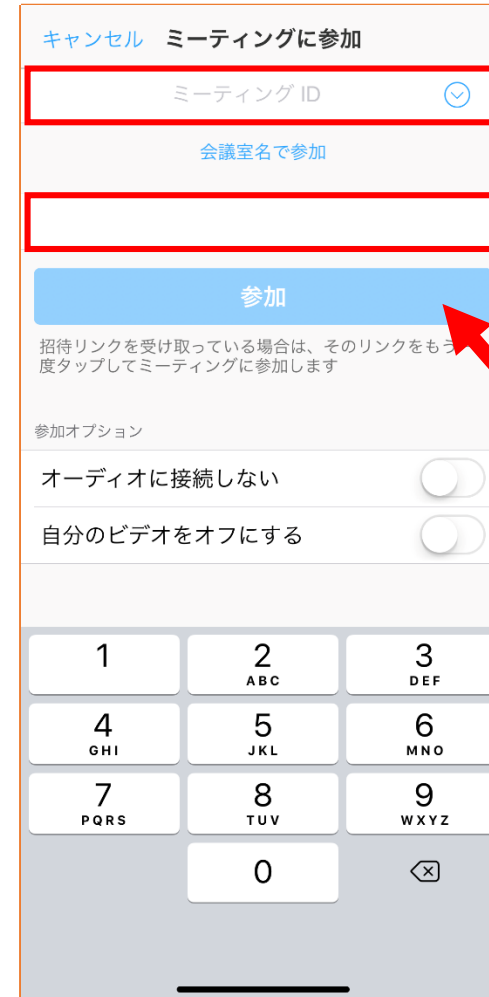 キャンセル ミーティングに参加
ミーティング ID
会議室名で参加
参加
招待リンクを受け取っている場合は、そのリンクをもう
度タップしてミーティングに参加します
参加オプション
オーディオに接続しない
自分のビデオをオフにする
1 2 3
ABC DEF
4 5 6
GHI JKL MNO
7 8 9
PQRS TUV WXYZ
0